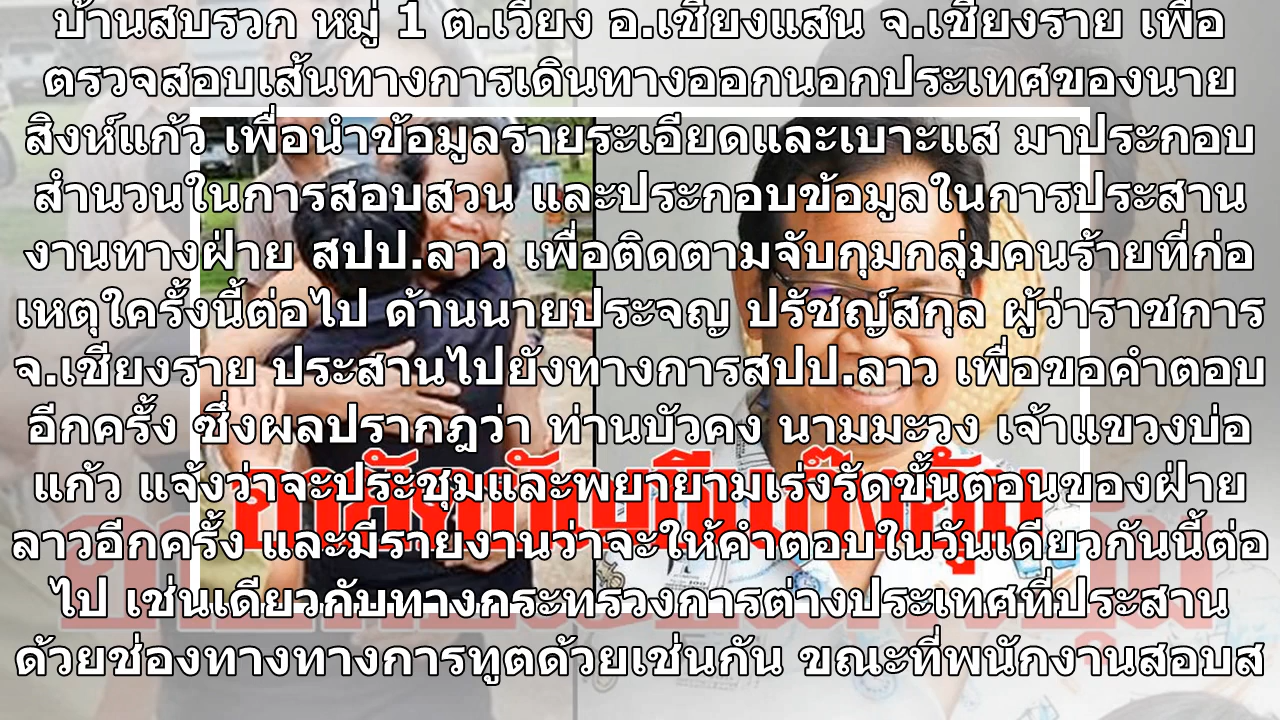 บ้านสบรวก หมู่ 1 ต.เวียง อ.เชียงแสน จ.เชียงราย เพื่อ
ตรวจสอบเส้นทางการเดินทางออกนอกประเทศของนาย
สิงห์แก้ว เพื่อนำข้อมูลรายระเอียดและเบาะแส มาประกอบ
สำนวนในการสอบสวน และประกอบข้อมูลในการประสาน
งานทางฝ่าย สปป.ลาว เพื่อติดตามจับกุมกลุ่มคนร้ายที่ก่อ
เหตุใครั้งนี้ต่อไป ด้านนายประจญ ปรัชญ์สกุล ผู้ว่าราชการ
จ.เชียงราย ประสานไปยังทางการสปป.ลาว เพื่อขอคำตอบ
อีกครั้ง ซึ่งผลปรากฎว่า ท่านบัวคง นามมะวง เจ้าแขวงบ่อ
แก้ว แจ้งว่าจะประชุมและพยายามเร่งรัดขั้นตอนของฝ่าย
ลาวอีกครั้ง และมีรายงานว่าจะให้คำตอบในวันเดียวกันนี้ต่อ
ไป เช่นเดียวกับทางกระทรวงการต่างประเทศที่ประสาน
ด้วยช่องทางทางการทูตด้วยเช่นกัน ขณะที่พนักงานสอบส